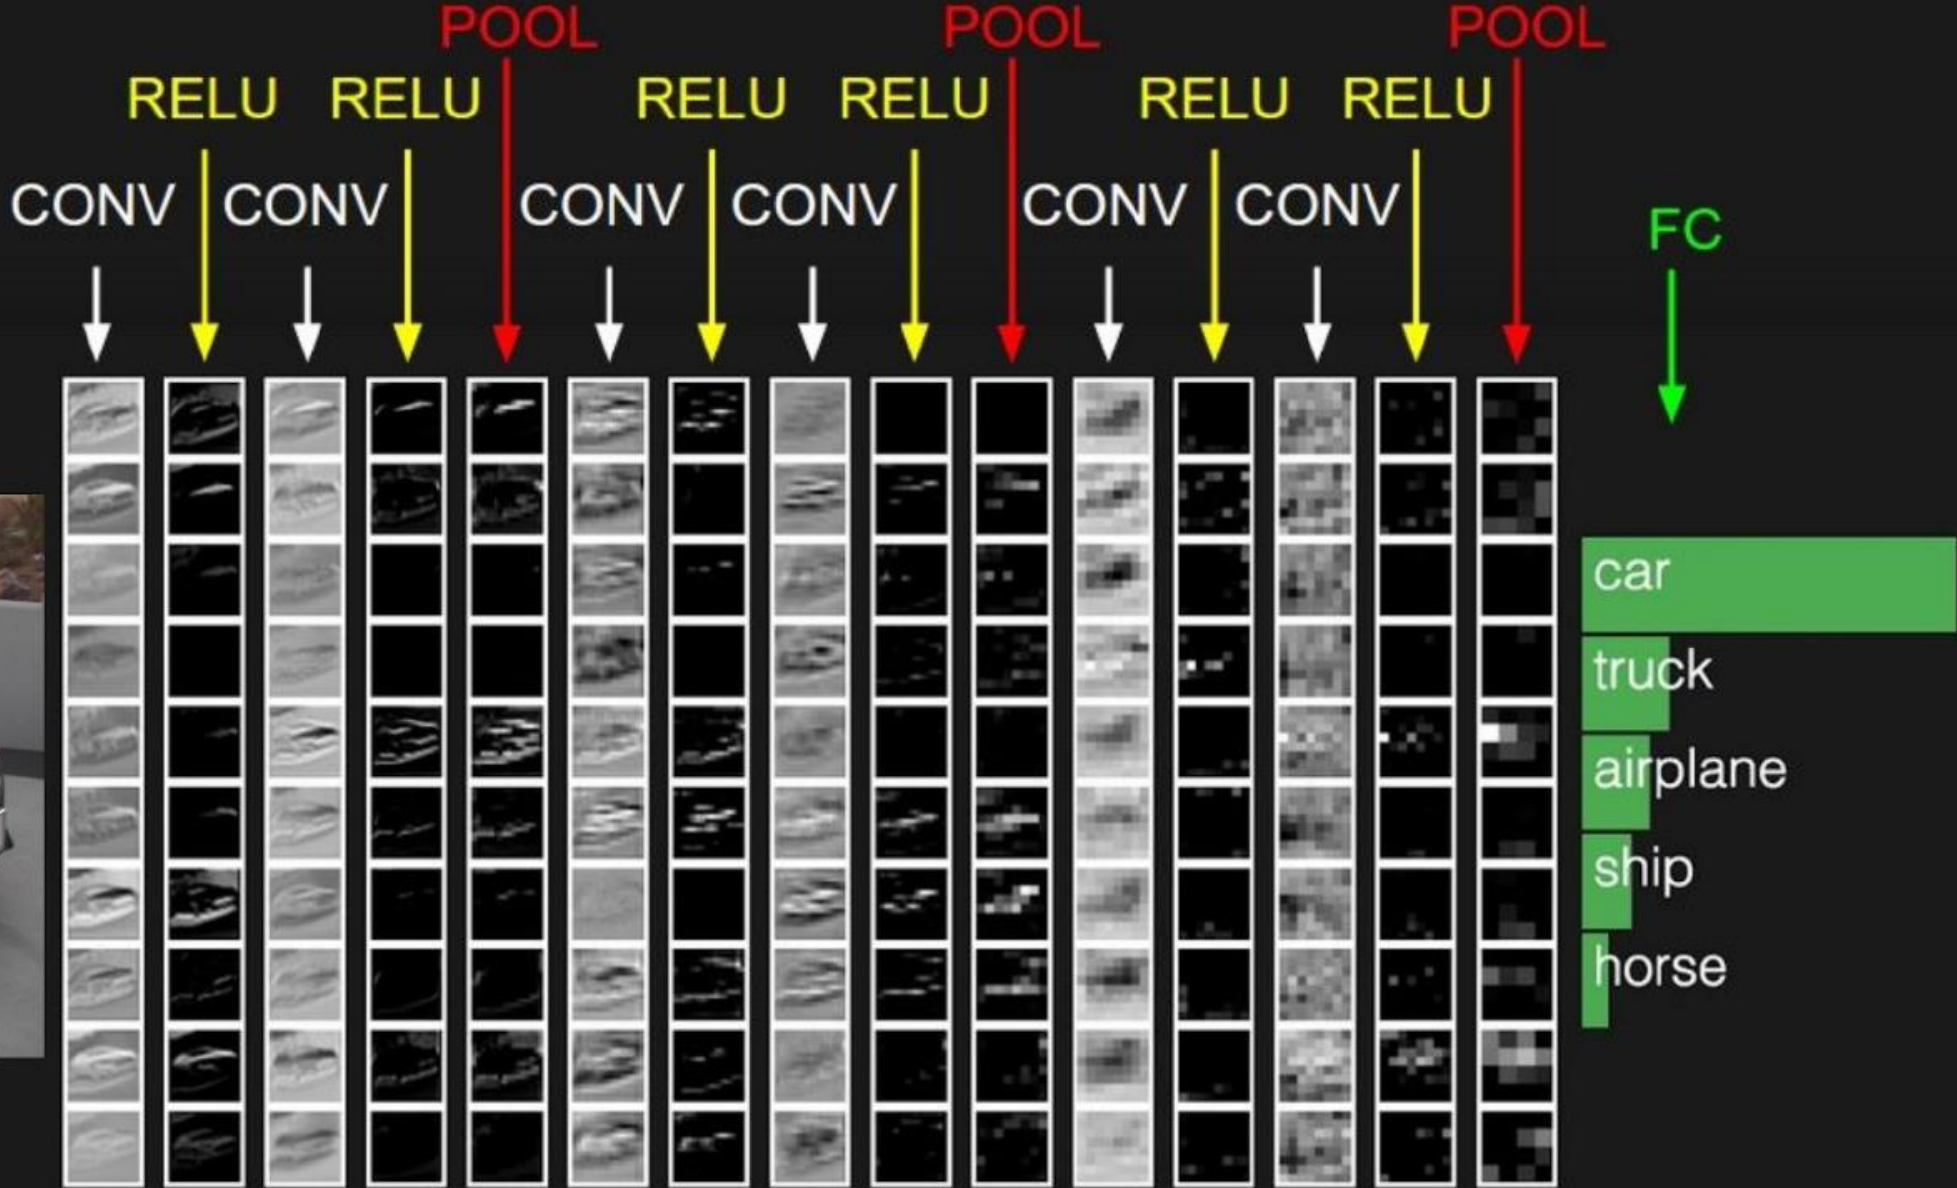 POOL POOL POOL
RELU RELU RELU RELU RELU RELU
CONV CONV CONV CONV CONV CONV
FC
car
truck
airplane
ship
horse